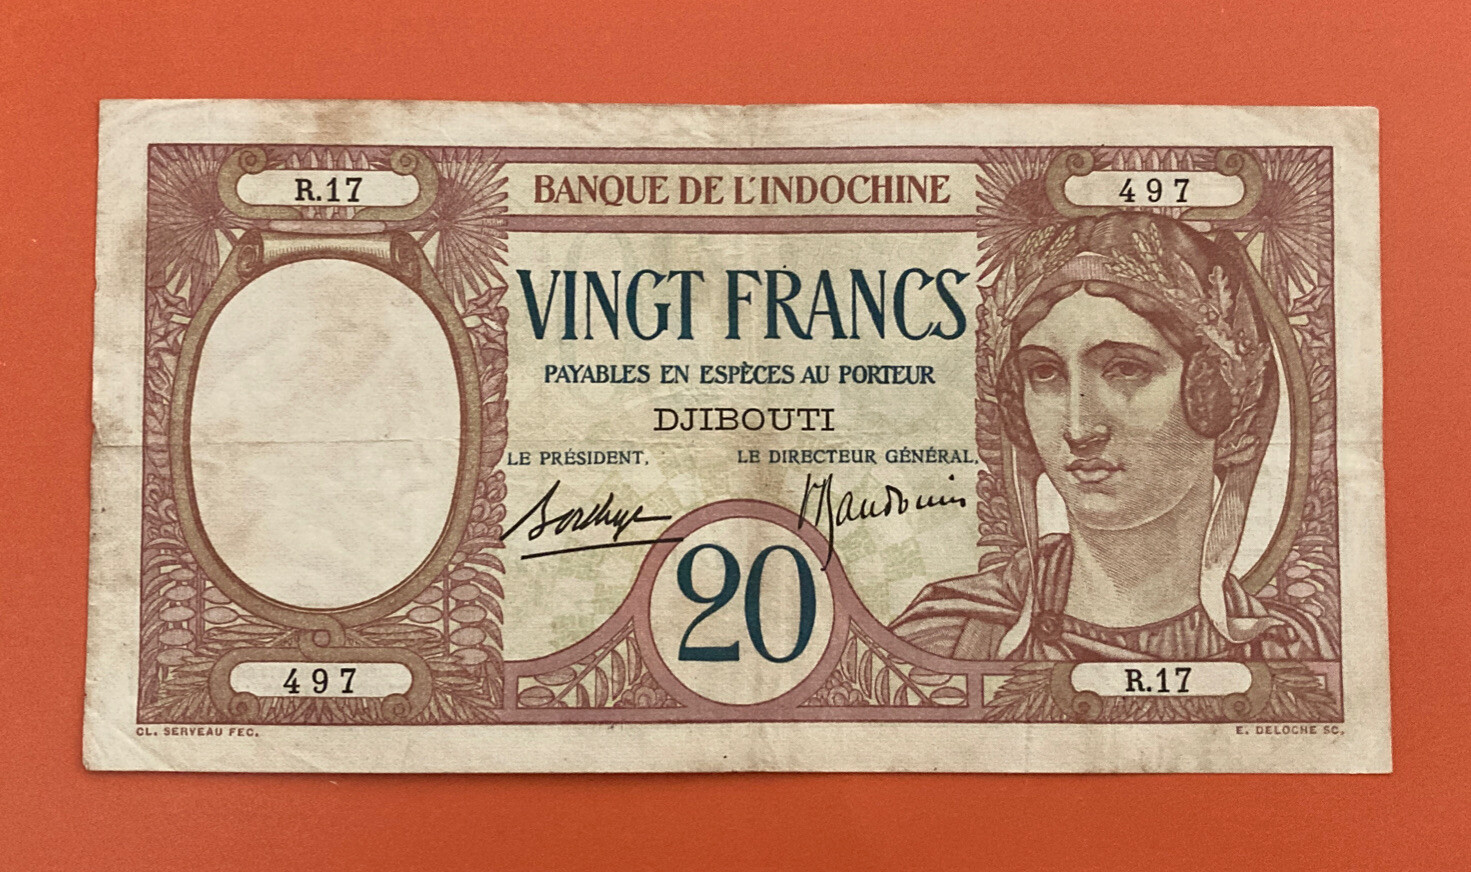 R.17
BANQUE DE L'INDOCHINE
497
VINGT FRANCS
PAYABLES EN ESPÈCES AU PORTEUR
DJIBOUTI
LE PRÉSIDENT,
LE DIRECTEUR GÉNÉRAL,
20
497
R.17
CL. SERVEAU FEC.
E. DELOCHE SC.